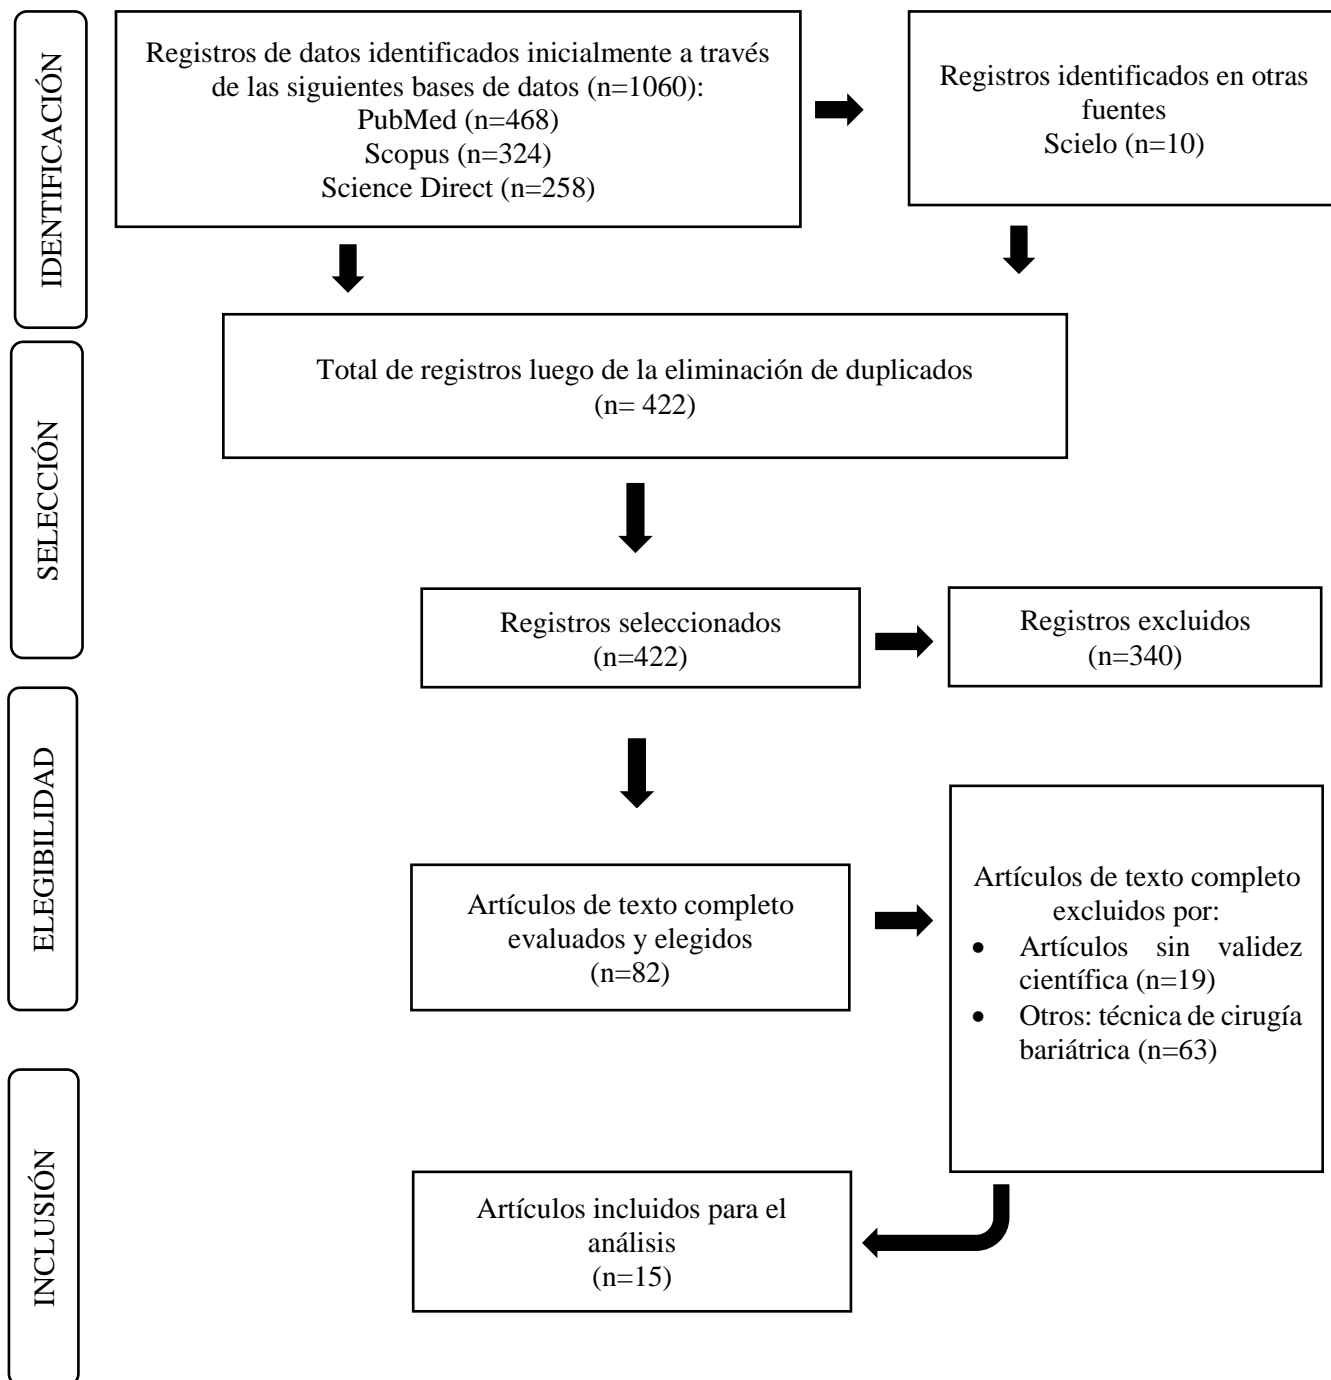 IDENTIFICACIÓN
Registros de datos identificados inicialmente a través
de las siguientes bases de datos (n=1060):
PubMed (n=468)
Scopus (n=324)
Science Direct (n=258)
Registros identificados en otras
fuentes
Scielo (n=10)
SELECCIÓN
Total de registros luego de la eliminación de duplicados
(n= 422)
Registros seleccionados
(n=422)
Registros excluidos
(n=340)
ELEGIBILIDAD
Artículos de texto completo
evaluados y elegidos
(n=82)
Artículos de texto completo
excluidos por:
• Artículos sin validez
científica (n=19)
• Otros: técnica de cirugía
bariátrica (n=63)
INCLUSIÓN
Artículos incluidos para el
análisis
(n=15)